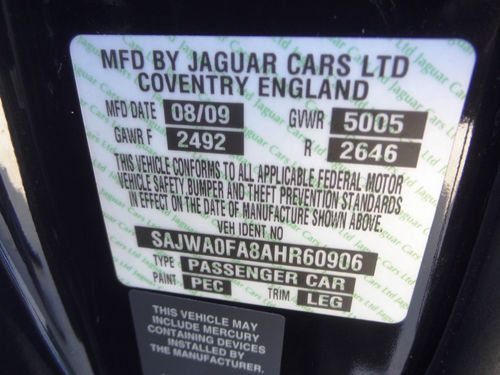 MFD BY JAGUAR CARS LTD
COVENTRY ENGLAND
MFD DATE 08/09 GVWR 5005
GAWR F 2492 R 2646
THIS VEHICLE CONFORMS TO ALL APPLICABLE FEDERAL MOTOR
VEHICLE SAFETY BUMPER AND THEFT PREVENTION STANDARDS
IN EFFECT ON THE DATE OF MANUFACTURE SHOWN ABOVE
VEH IDENT NO
SAJWA0FA8AHR60906
TYPE PASSENGER CAR
PAINT PEC TRIM LEG
THIS VEHICLE MAY
INCLUDE MERCURY
CONTAINING DEVICES
INSTALLED BY
THE MANUFACTURER.